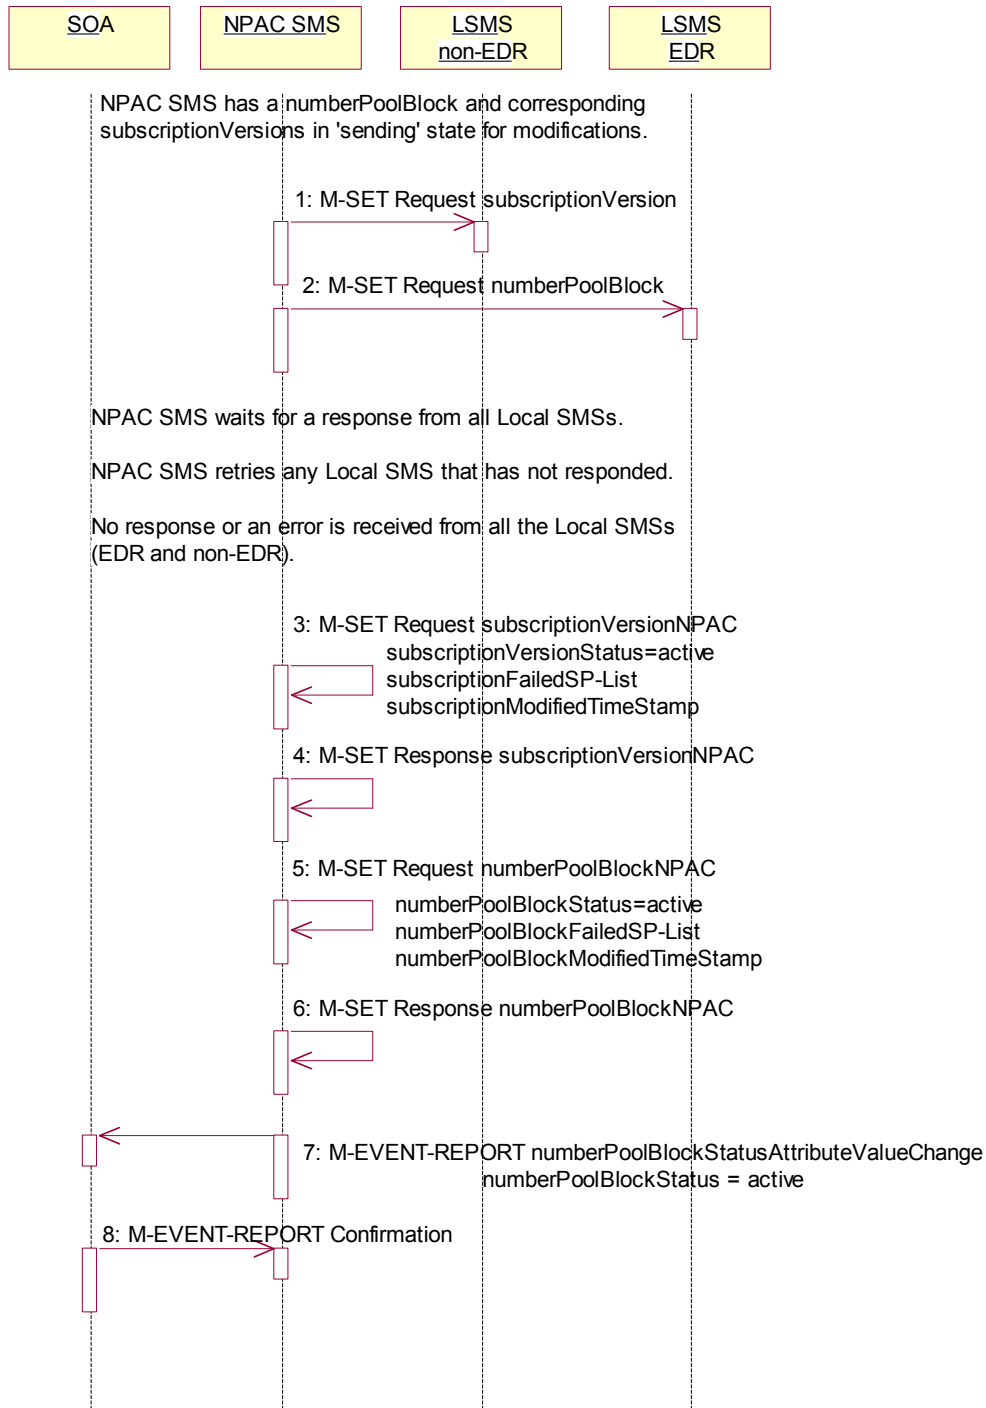 SOA
NPAC SMS
LSMS
non-EDR
LSMS
EDR
NPAC SMS has a numberPoolBlock and corresponding
subscriptionVersions in 'sending' state for modifications.
1: M-SET Request subscriptionVersion
2: M-SET Request numberPoolBlock
NPAC SMS waits for a response from all Local SMSs.
NPAC SMS retries any Local SMS that has not responded.
No response or an error is received from all the Local SMSs
(EDR and non-EDR).
3: M-SET Request subscriptionVersionNPAC
subscriptionVersionStatus=active
subscriptionFailedSP-List
subscriptionModifiedTimeStamp
4: M-SET Response subscriptionVersionNPAC
5: M-SET Request numberPoolBlockNPAC
numberPoolBlockStatus=active
numberPoolBlockFailedSP-List
numberPoolBlockModifiedTimeStamp
6: M-SET Response numberPoolBlockNPAC
7: M-EVENT-REPORT numberPoolBlockStatusAttributeValueChange
numberPoolBlockStatus = active
8: M-EVENT-REPORT Confirmation